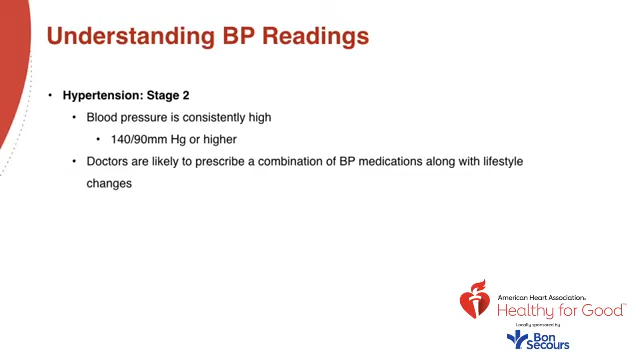 Understanding BP Readings
• Hypertension: Stage 2
• Blood pressure is consistently high
• 140/90mm Hg or higher
• Doctors are likely to prescribe a combination of BP medications along with lifestyle
changes
American Heart Association®
Healthy for Good™
Locally sponsored by
Bon
Secours